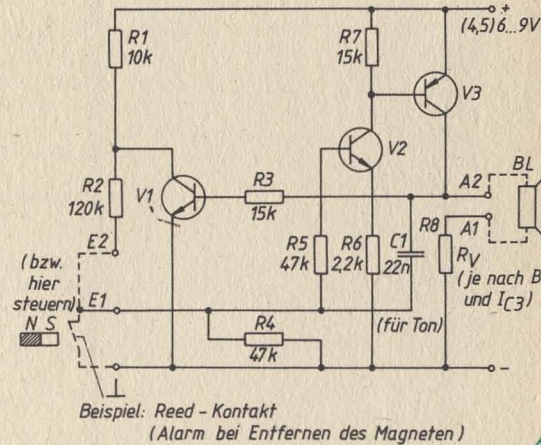 R1
10k
R7
15k
+
(4,5)6...9V
V3
V2
R2
120k
V1
R3
15k
A2
BL
A1
E2
(bzw.
hier
steuern)
N S
E1
R5
47k
R6
2,2k
C1
22n
R8
RV
(je nach B
und IC3)
(für Ton)
R4
47k
-
Beispiel: Reed - Kontakt
(Alarm bei Entfernen des Magneten)